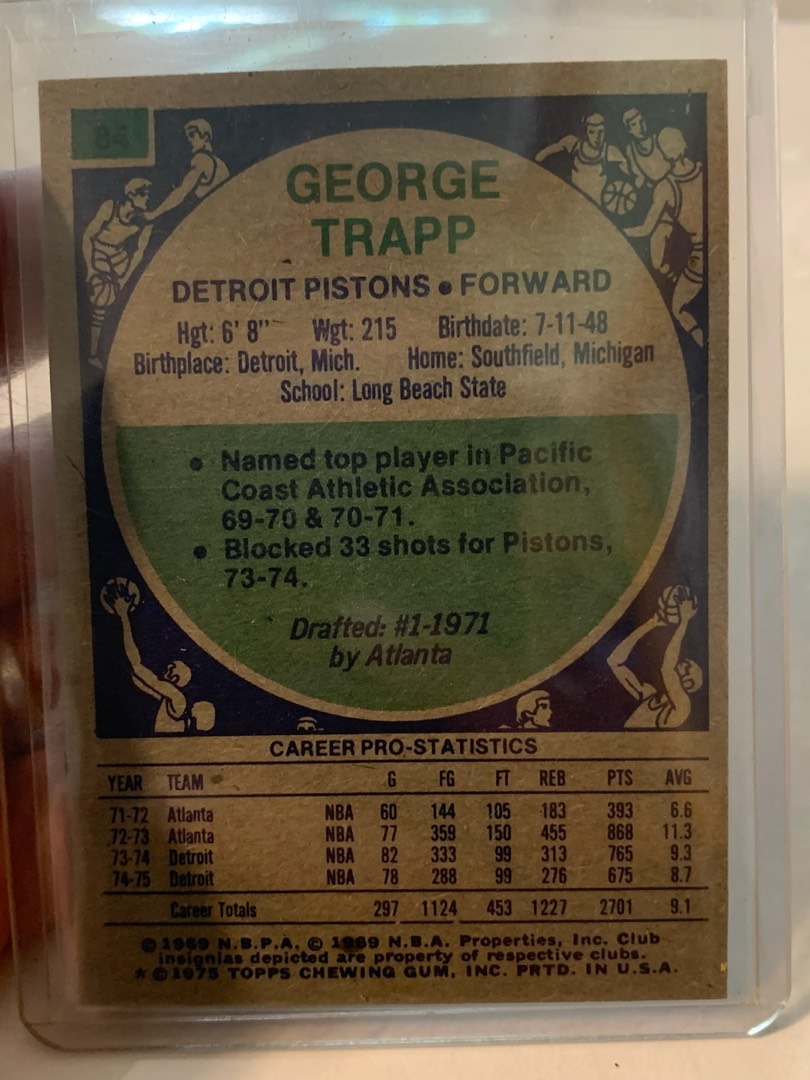 GEORGE
TRAPP
DETROIT PISTONS • FORWARD
Hgt: 6' 8" Wgt: 215 Birthdate: 7-11-48
Birthplace: Detroit, Mich. Home: Southfield, Michigan
School: Long Beach State
• Named top player in Pacific
Coast Athletic Association,
69-70 & 70-71.
• Blocked 33 shots for Pistons,
73-74.
Drafted: #1-1971
by Atlanta
CAREER PRO-STATISTICS
YEAR TEAM G FG FT REB PTS AVG
71-72 Atlanta NBA 60 144 105 183 393 6.6
72-73 Atlanta NBA 77 359 150 455 868 11.3
73-74 Detroit NBA 82 333 99 313 765 9.3
74-75 Detroit NBA 78 288 99 276 675 8.7
Career Totals 297 1124 453 1227 2701 9.1
© 1969 N.B.P.A. © 1969 N.B.A. Properties, Inc. Club
insignias depicted are property of respective clubs.
* © 1975 TOPPS CHEWING GUM, INC. PRTD. IN U.S.A.